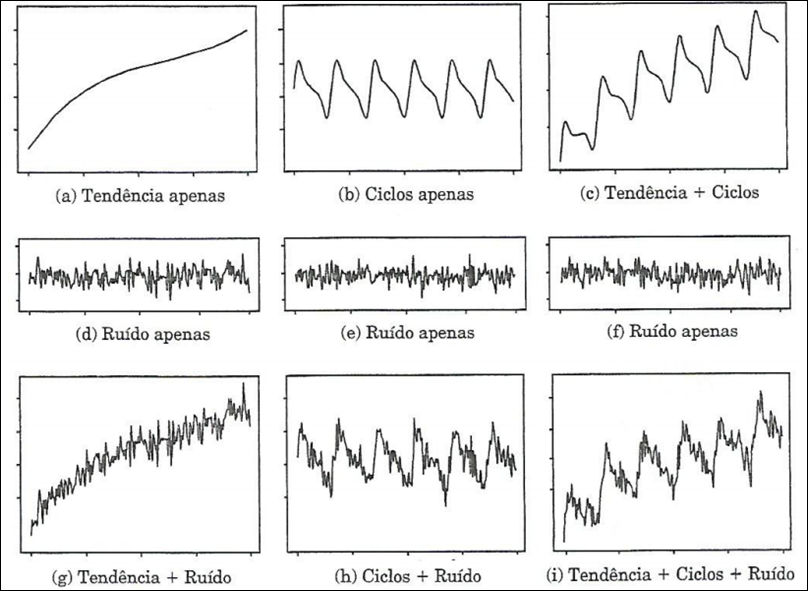 (a) Tendência apenas
(b) Ciclos apenas
(c) Tendência + Ciclos
(d) Ruído apenas
(e) Ruído apenas
(f) Ruído apenas
(g) Tendência + Ruído
(h) Ciclos + Ruído
(i) Tendência + Ciclos + Ruído